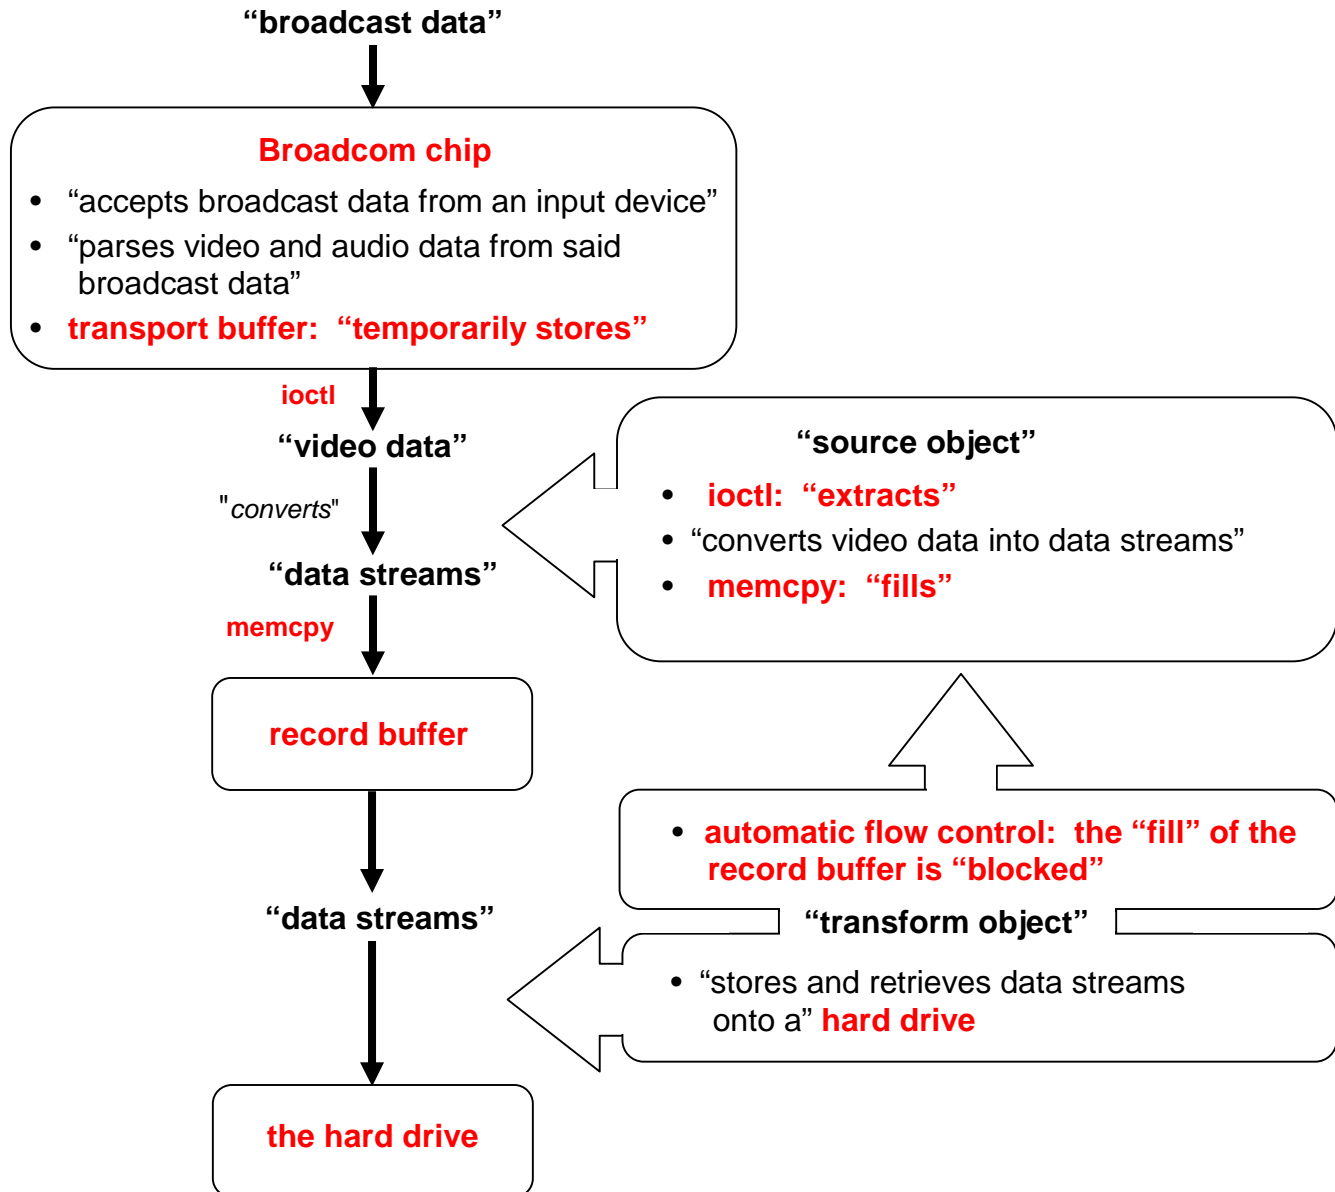 “broadcast data”
Broadcom chip
• “accepts broadcast data from an input device”
• “parses video and audio data from said
broadcast data”
• transport buffer: “temporarily stores”
ioctl
“video data”
"converts"
“data streams”
memcpy
“source object”
• ioctl: “extracts”
• “converts video data into data streams”
• memcpy: “fills”
record buffer
• automatic flow control: the “fill” of the
record buffer is “blocked”
“data streams”
“transform object”
• “stores and retrieves data streams
onto a” hard drive
the hard drive